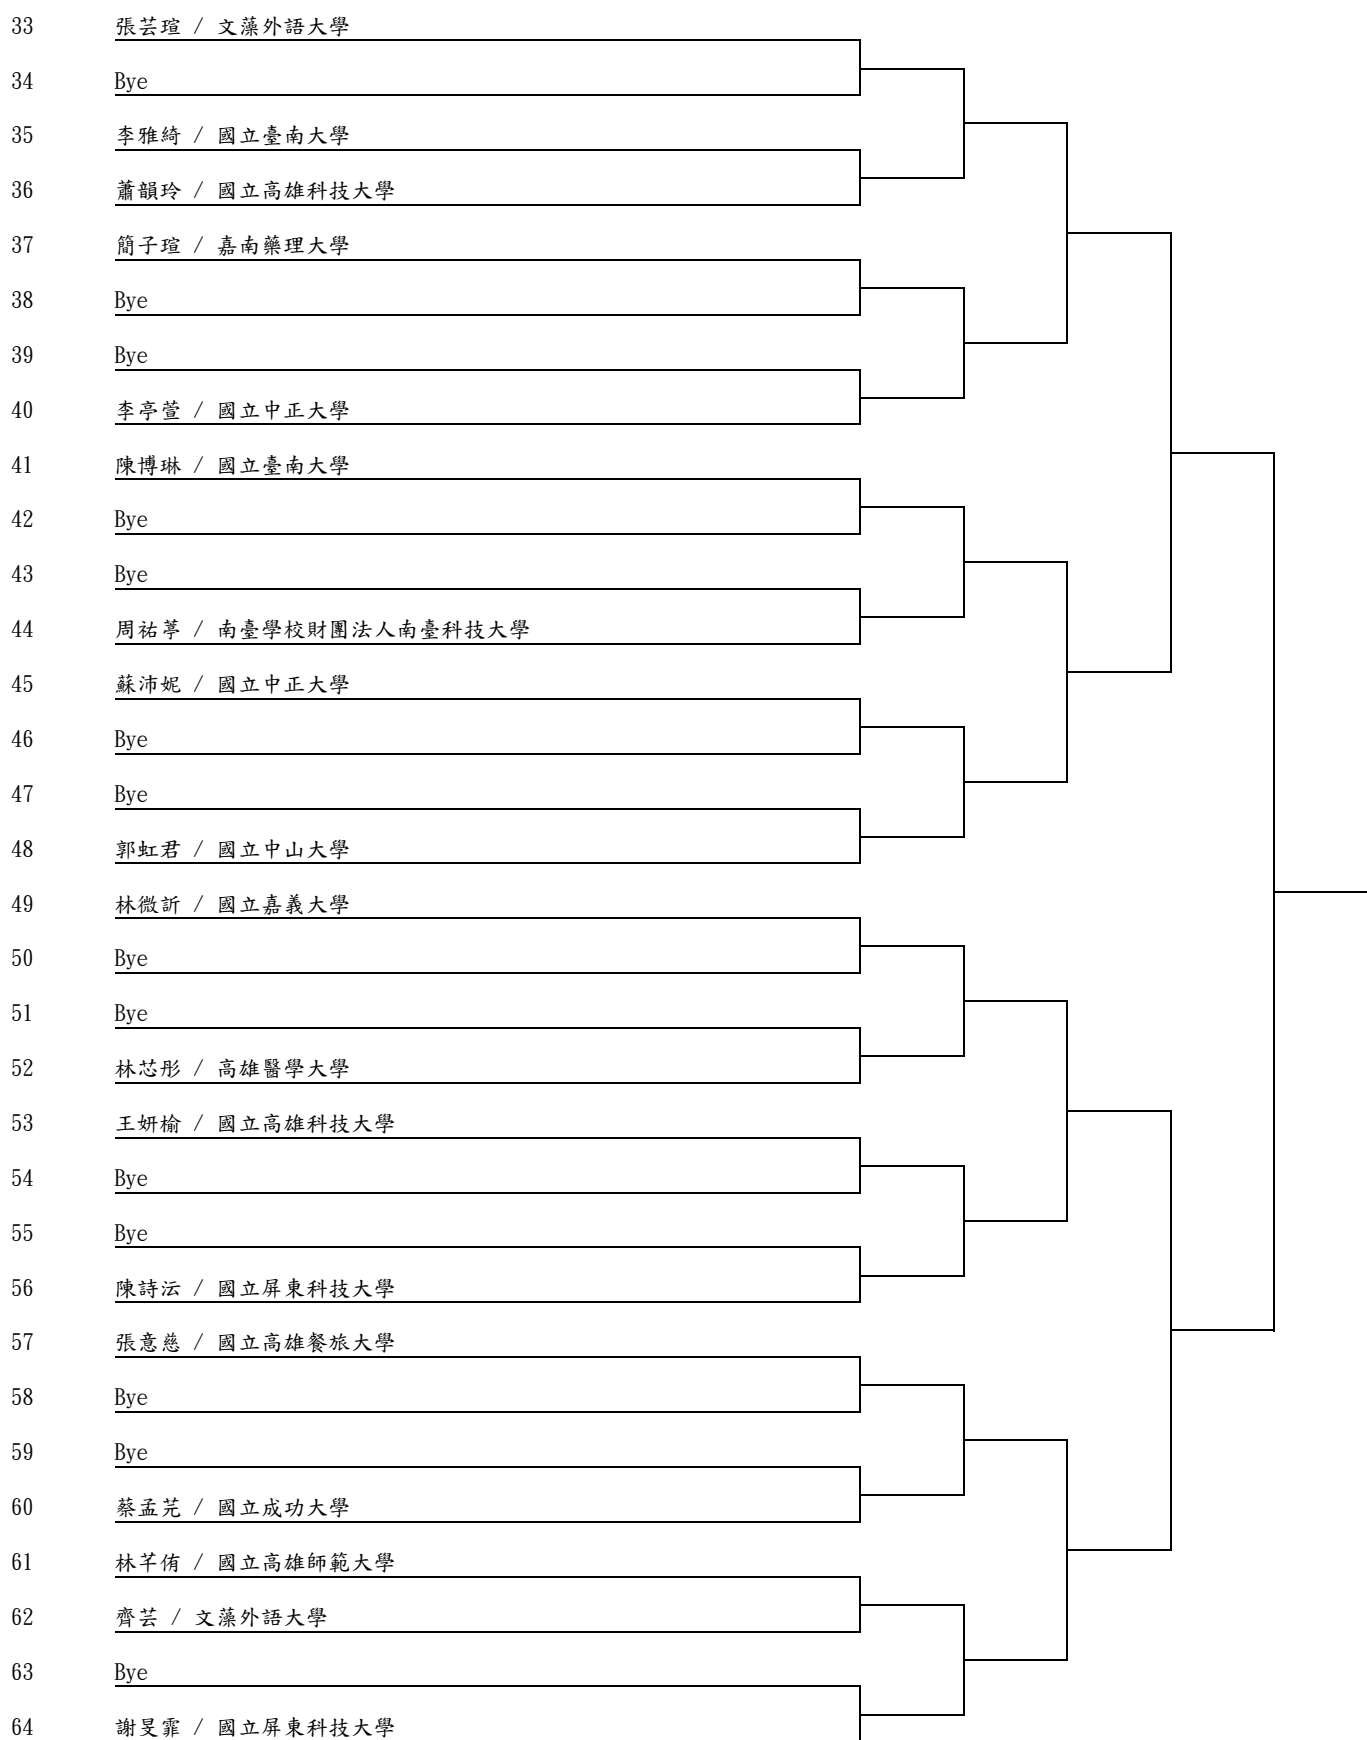 33 張芸瑄 / 文藻外語大學
34 Bye
35 李雅綺 / 國立臺南大學
36 蕭韻玲 / 國立高雄科技大學
37 簡子瑄 / 嘉南藥理大學
38 Bye
39 Bye
40 李亭萱 / 國立中正大學
41 陳博琳 / 國立臺南大學
42 Bye
43 Bye
44 周祐葶 / 南臺學校財團法人南臺科技大學
45 蘇沛妮 / 國立中正大學
46 Bye
47 Bye
48 郭虹君 / 國立中山大學
49 林微訢 / 國立嘉義大學
50 Bye
51 Bye
52 林芯彤 / 高雄醫學大學
53 王妍榆 / 國立高雄科技大學
54 Bye
55 Bye
56 陳詩沄 / 國立屏東科技大學
57 張意慈 / 國立高雄餐旅大學
58 Bye
59 Bye
60 蔡孟芫 / 國立成功大學
61 林芊侑 / 國立高雄師範大學
62 齊芸 / 文藻外語大學
63 Bye
64 謝旻霏 / 國立屏東科技大學